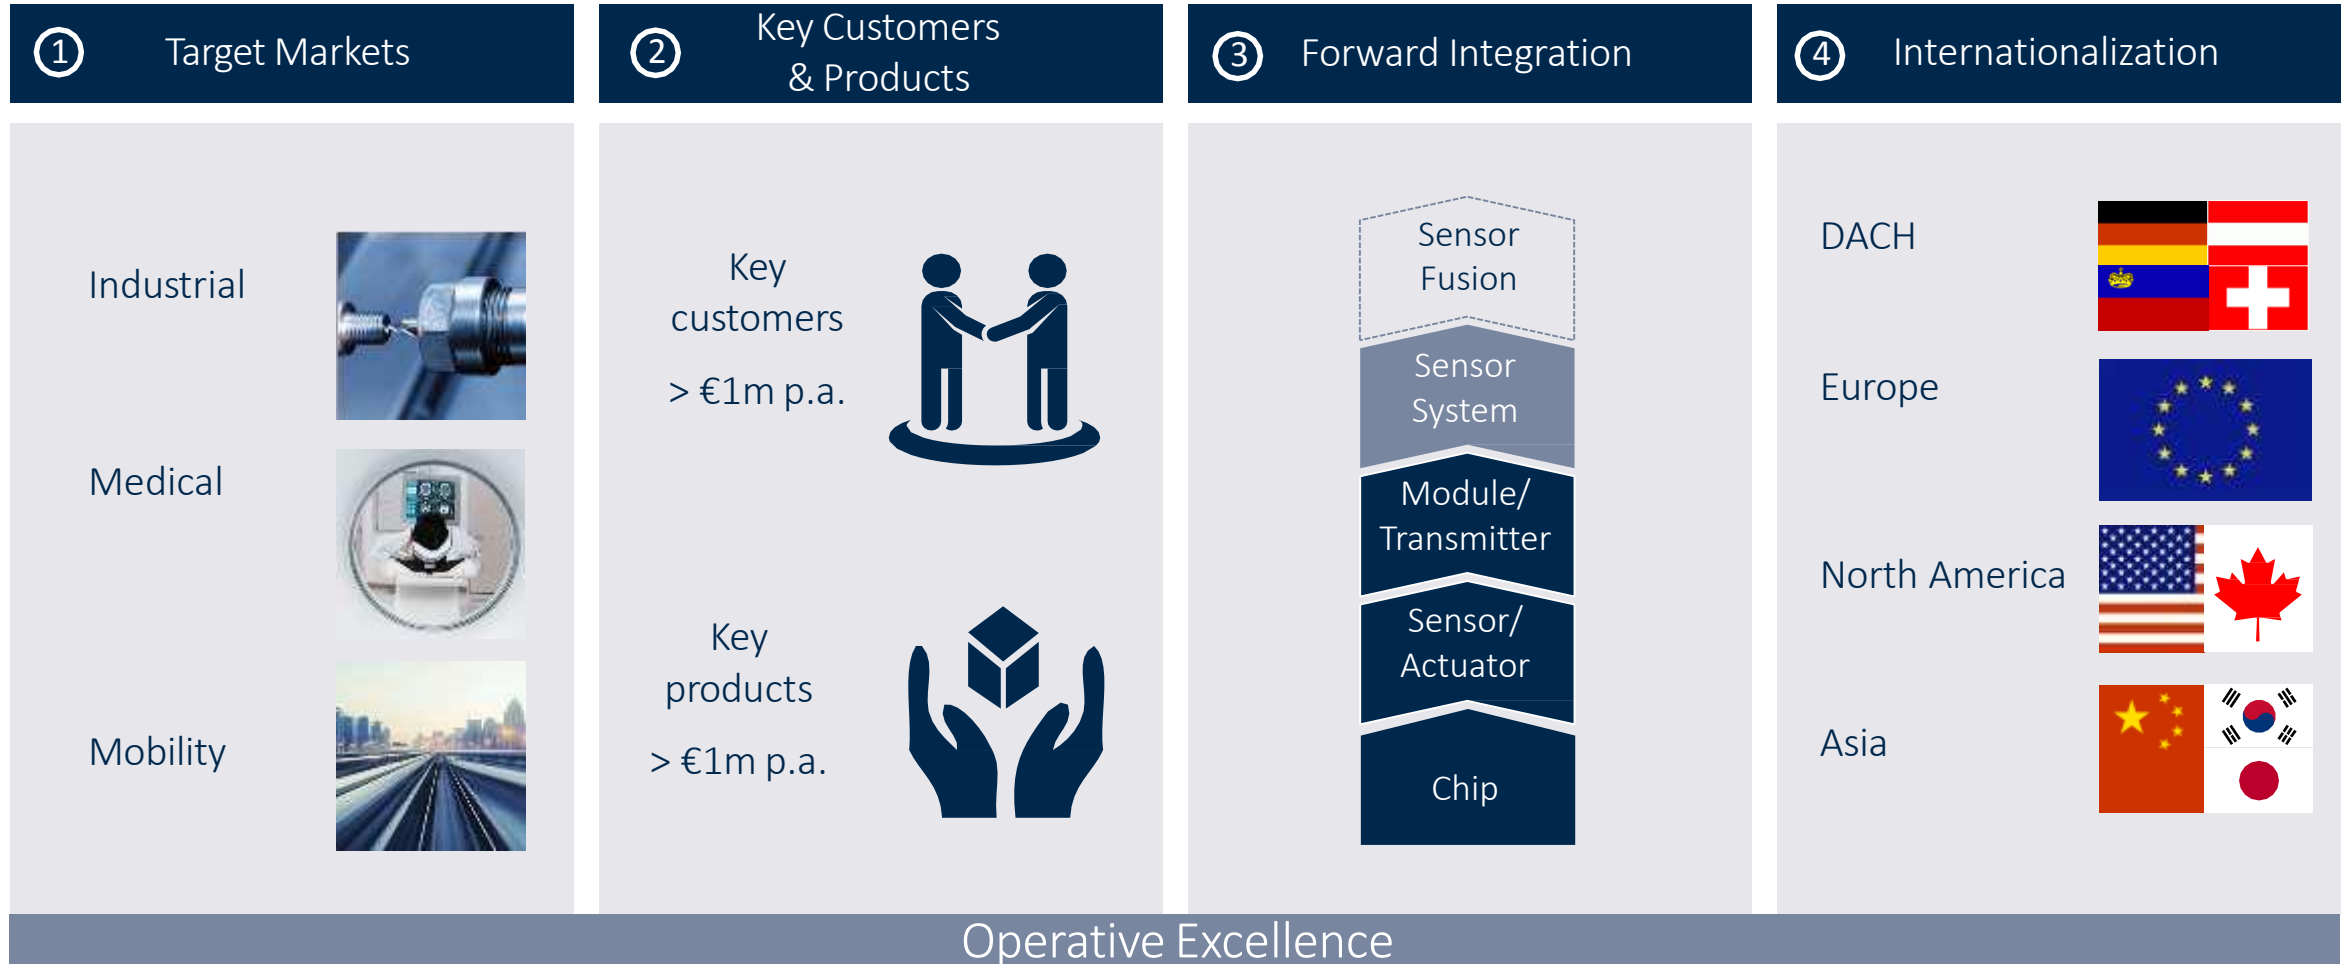 1
Target Markets
Industrial
Medical
Mobility
2
Key Customers
& Products
Key
customers
> €1m p.a.
Key
products
> €1m p.a.
3
Forward Integration
Sensor
Fusion
Sensor
System
Module/
Transmitter
Sensor/
Actuator
Chip
4
Internationalization
DACH
Europe
North America
Asia
Operative Excellence